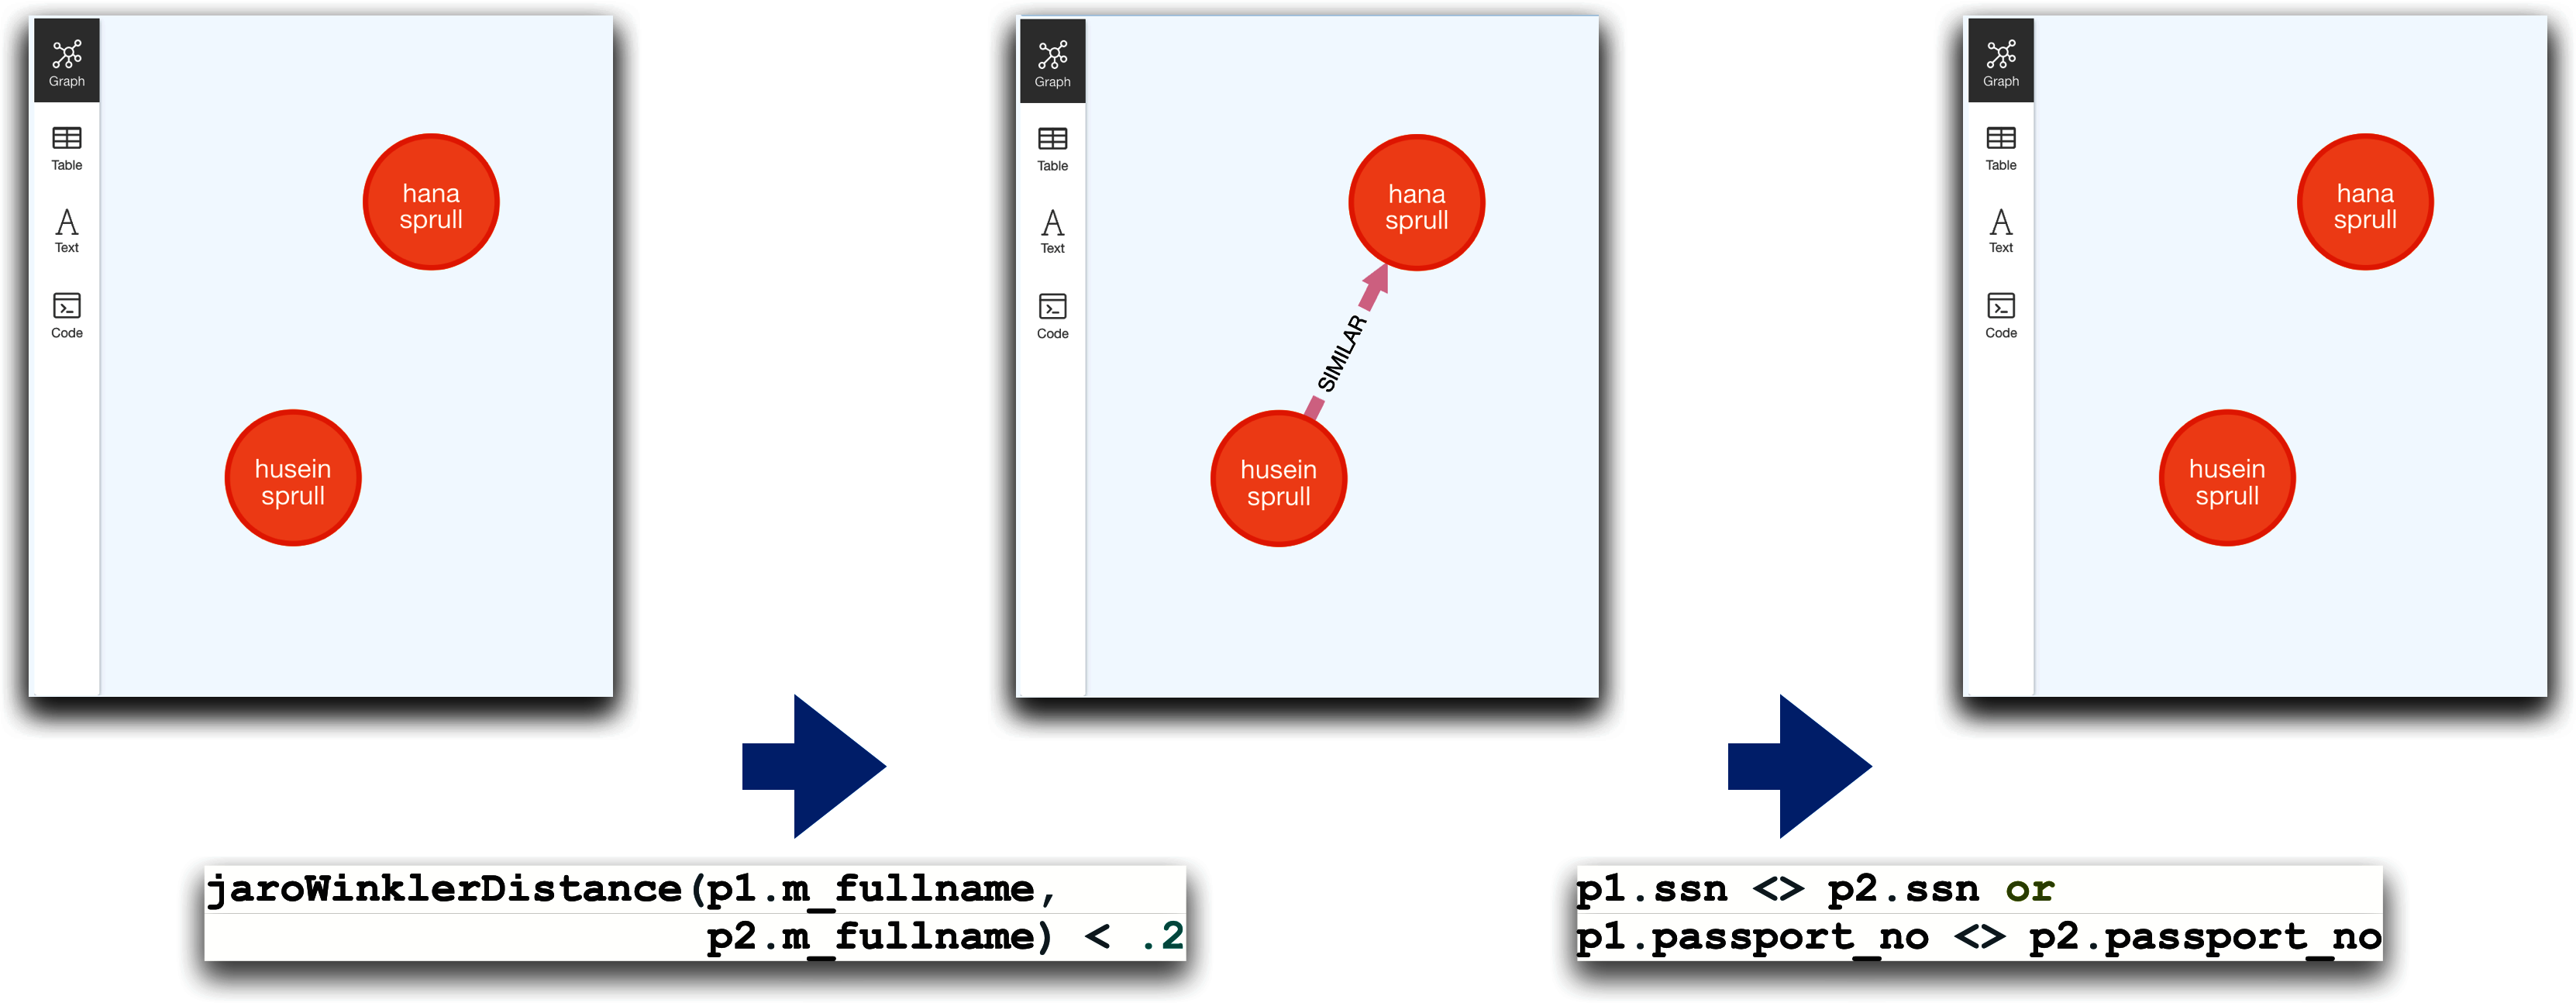 Graph
Table
Text
Code
hana
sprull
husein
sprull
Graph
Table
Text
Code
hana
sprull
SIMILAR
husein
sprull
Graph
Table
Text
Code
hana
sprull
husein
sprull
jaroWinklerDistance(p1.m_fullname,
p2.m_fullname) < .2
p1.ssn <> p2.ssn or
p1.passport_no <> p2.passport_no